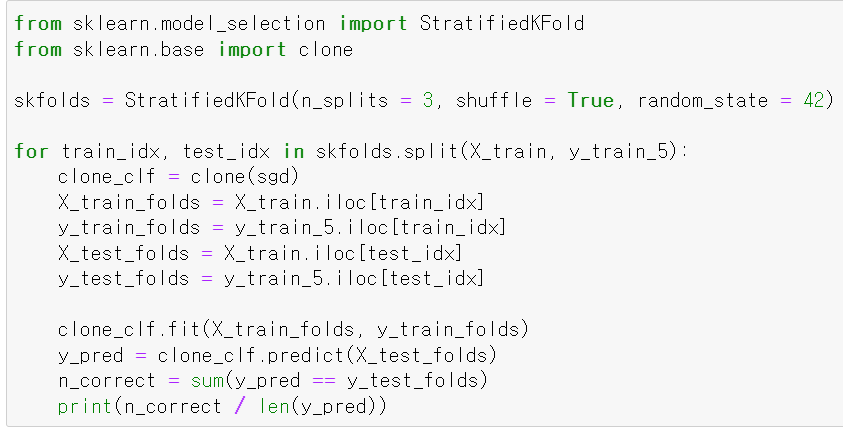 from sklearn.model_selection import StratifiedKFold
from sklearn.base import clone

skfolds = StratifiedKFold(n_splits = 3, shuffle = True, random_state = 42)

for train_idx, test_idx in skfolds.split(X_train, y_train_5):
    clone_clf = clone(sgd)
    X_train_folds = X_train.iloc[train_idx]
    y_train_folds = y_train_5.iloc[train_idx]
    X_test_folds = X_train.iloc[test_idx]
    y_test_folds = y_train_5.iloc[test_idx]

    clone_clf.fit(X_train_folds, y_train_folds)
    y_pred = clone_clf.predict(X_test_folds)
    n_correct = sum(y_pred == y_test_folds)
    print(n_correct / len(y_pred))